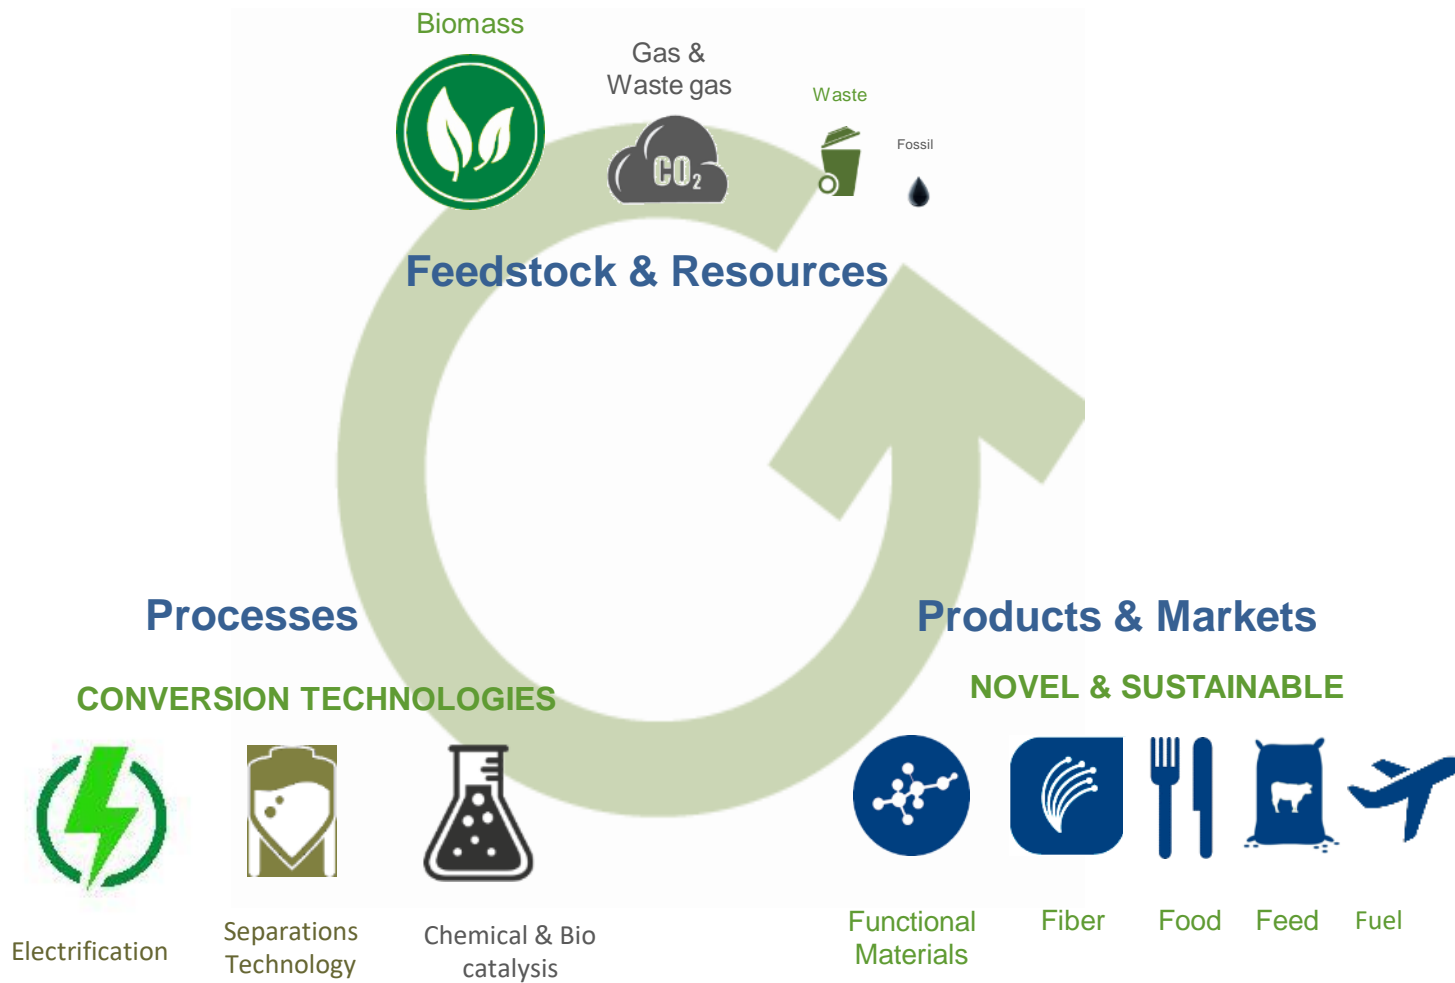 Biomass
Gas &
Waste gas
Waste
Fossil
CO2
Feedstock & Resources
Processes
CONVERSION TECHNOLOGIES
Electrification
Separations
Technology
Chemical & Bio
catalysis
Products & Markets
NOVEL & SUSTAINABLE
Functional
Materials
Fiber
Food
Feed
Fuel